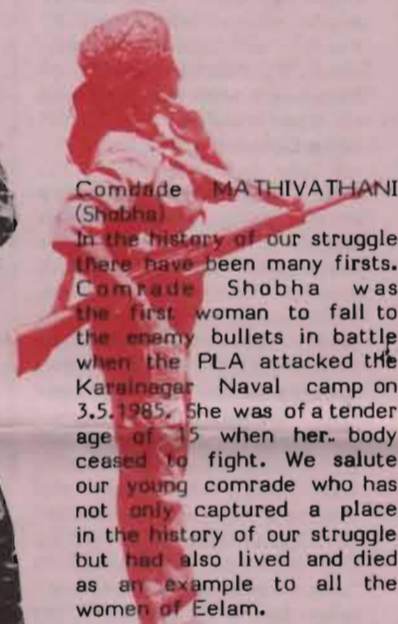 Comdade MATHIVATHANI
(Shobha)
In the history of our struggle
there have been many firsts.
Comrade Shobha was
the first woman to fall to
the enemy bullets in battle
when the PLA attacked the
Karainagar Naval camp on
3.5.1985. She was of a tender
age of 15 when her.. body
ceased to fight. We salute
our young comrade who has
not only captured a place
in the history of our struggle
but had also lived and died
as an example to all the
women of Eelam.